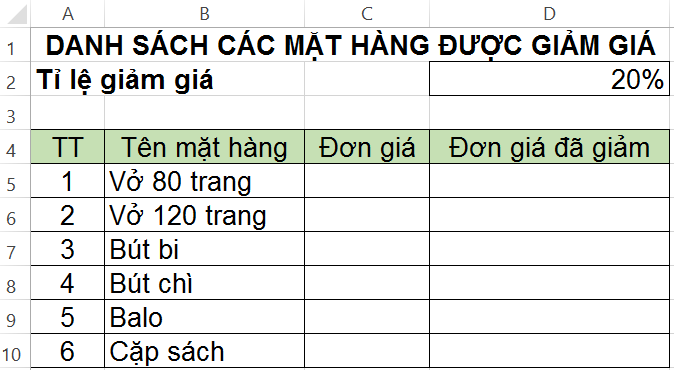 A B C D
1 DANH SÁCH CÁC MẶT HÀNG ĐƯỢC GIẢM GIÁ
2 Tỉ lệ giảm giá 20%
3
4 TT Tên mặt hàng Đơn giá Đơn giá đã giảm
5 1 Vở 80 trang
6 2 Vở 120 trang
7 3 Bút bi
8 4 Bút chì
9 5 Balo
10 6 Cặp sách